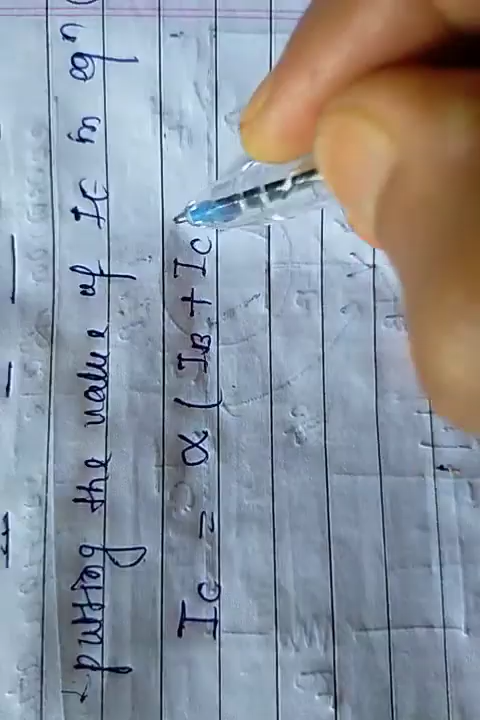 putting the value of IE in eqn (
IC = α ( IB + IC